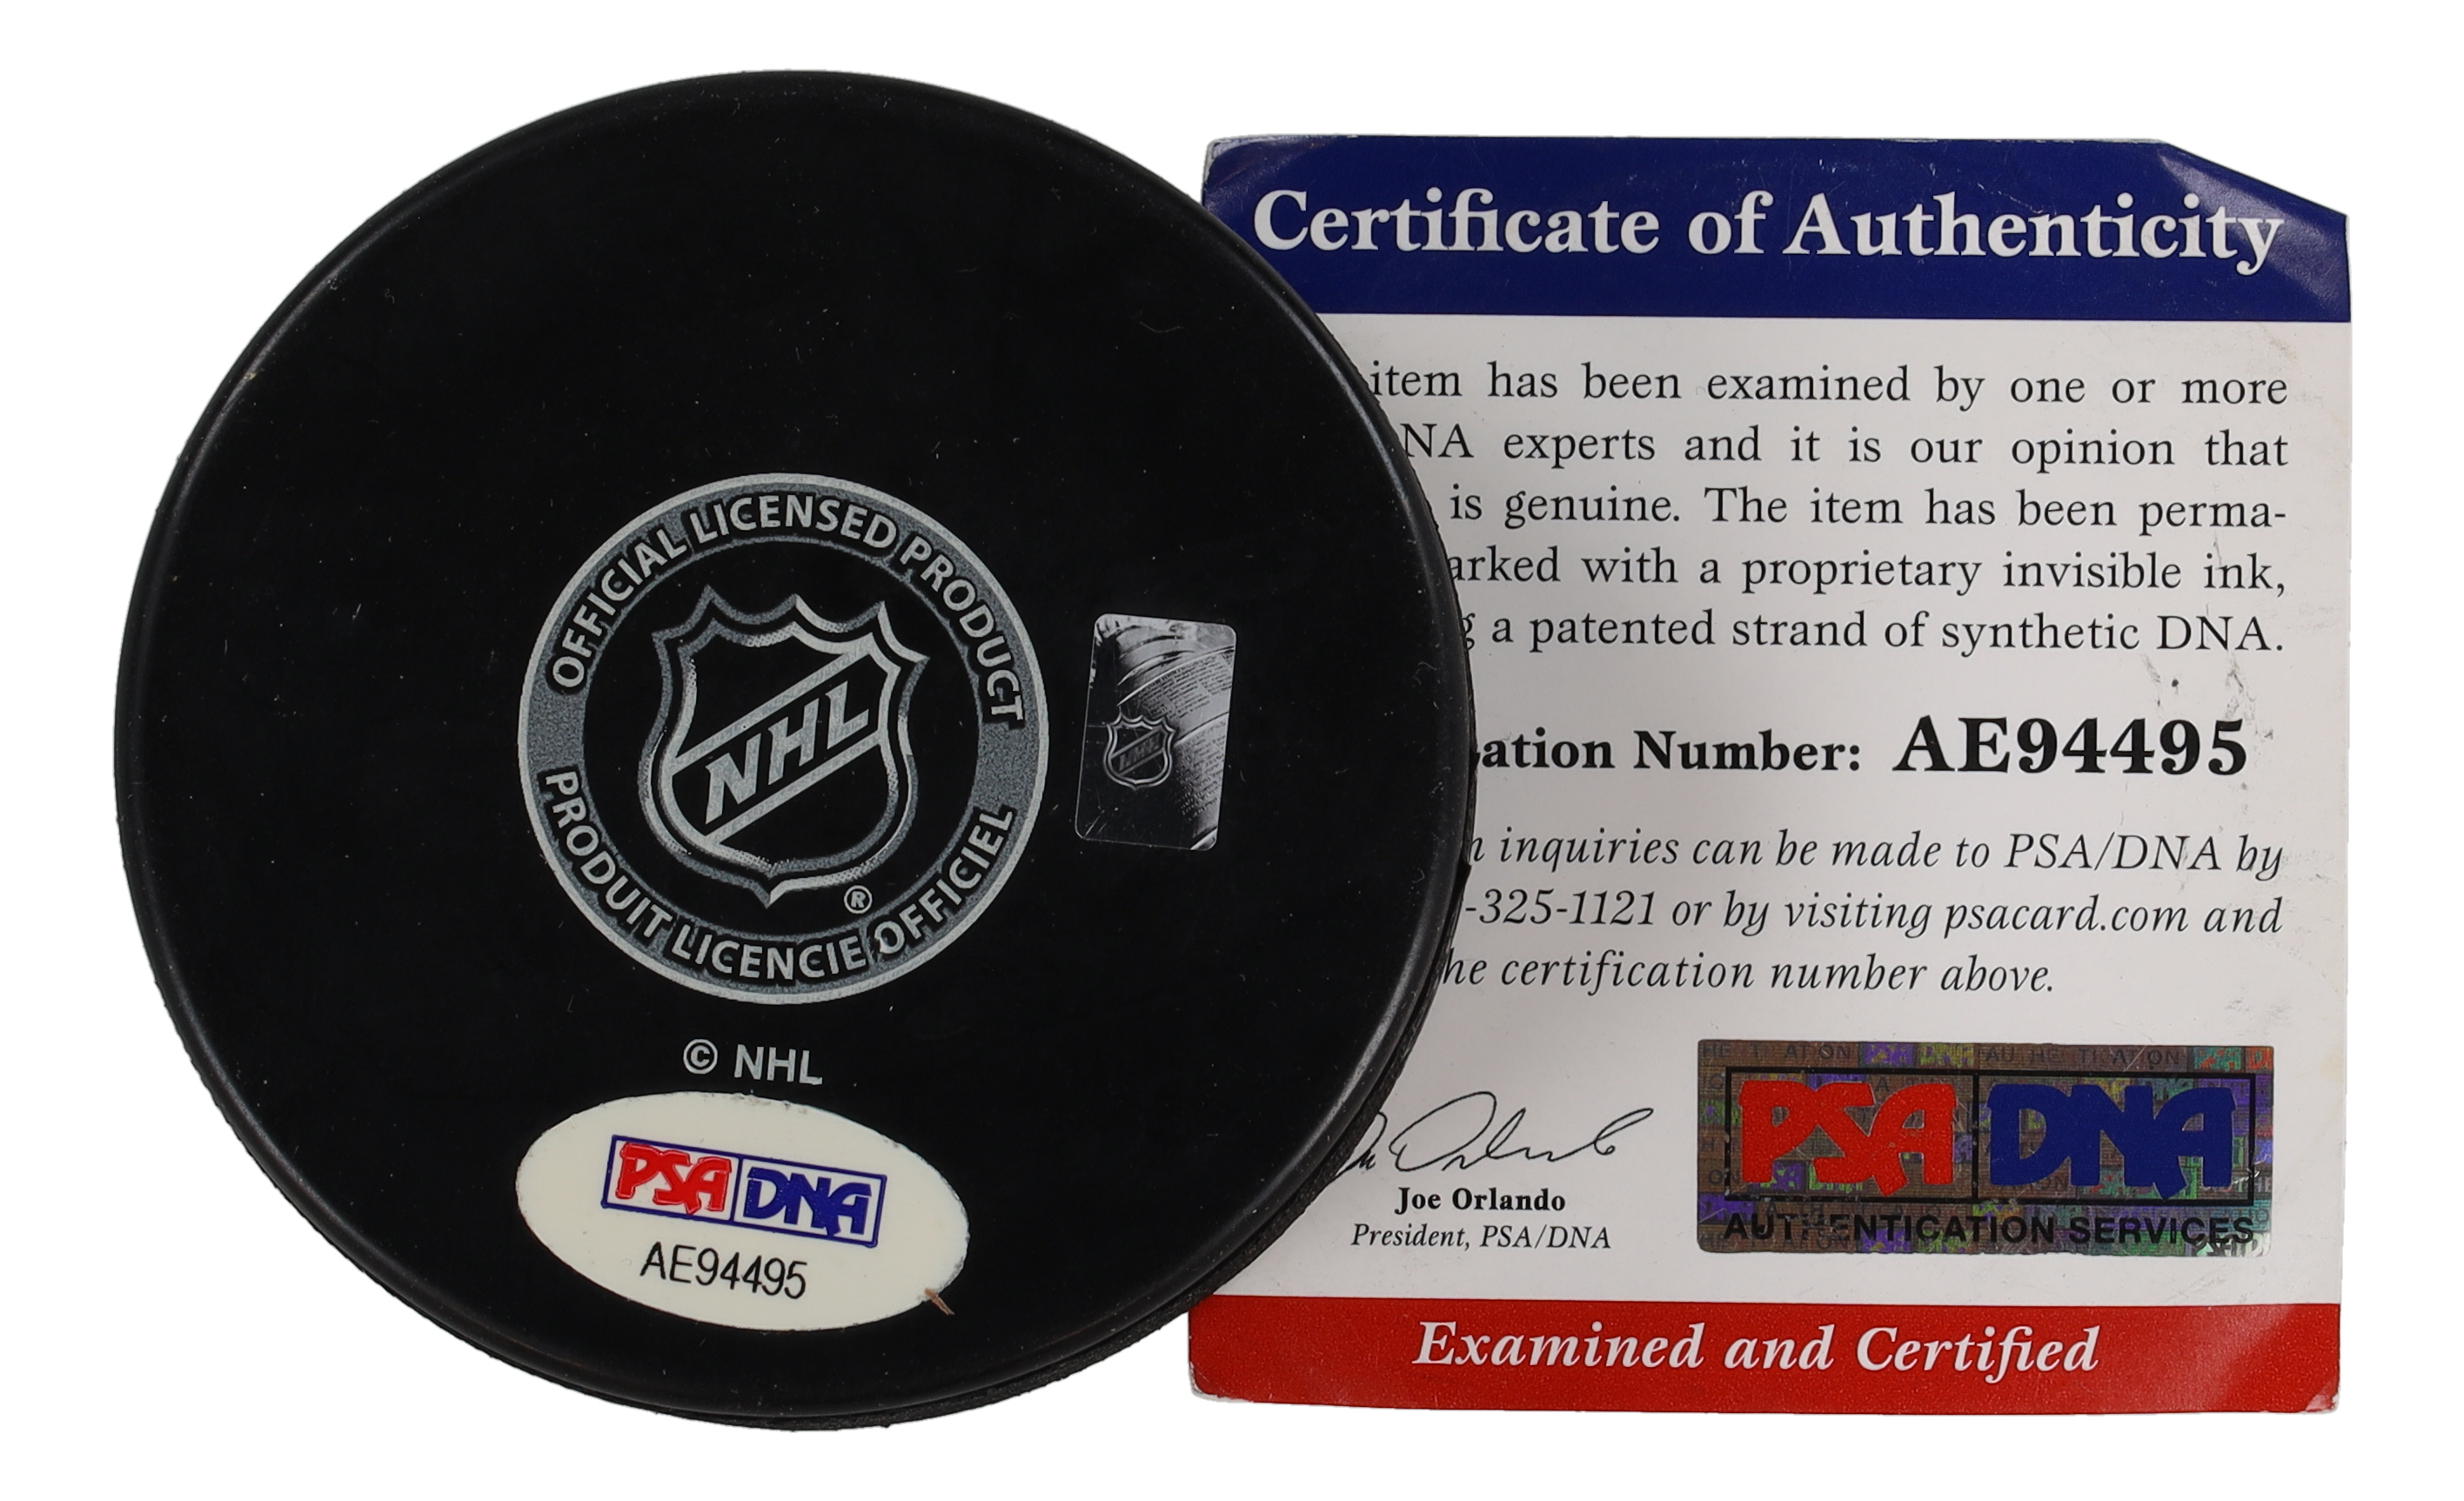 OFFICIAL LICENSED PRODUCT
NHL
®
PRODUIT LICENCIE OFFICIEL
© NHL
PSA DNA
AE94495
Certificate of Authenticity
item has been examined by one or more
NA experts and it is our opinion that
is genuine. The item has been perma-
arked with a proprietary invisible ink,
g a patented strand of synthetic DNA.
ation Number: AE94495
n inquiries can be made to PSA/DNA by
-325-1121 or by visiting psacard.com and
he certification number above.
Joe Orlando
President, PSA/DNA
PSA DNA
AUTHENTICATION SERVICES
Examined and Certified